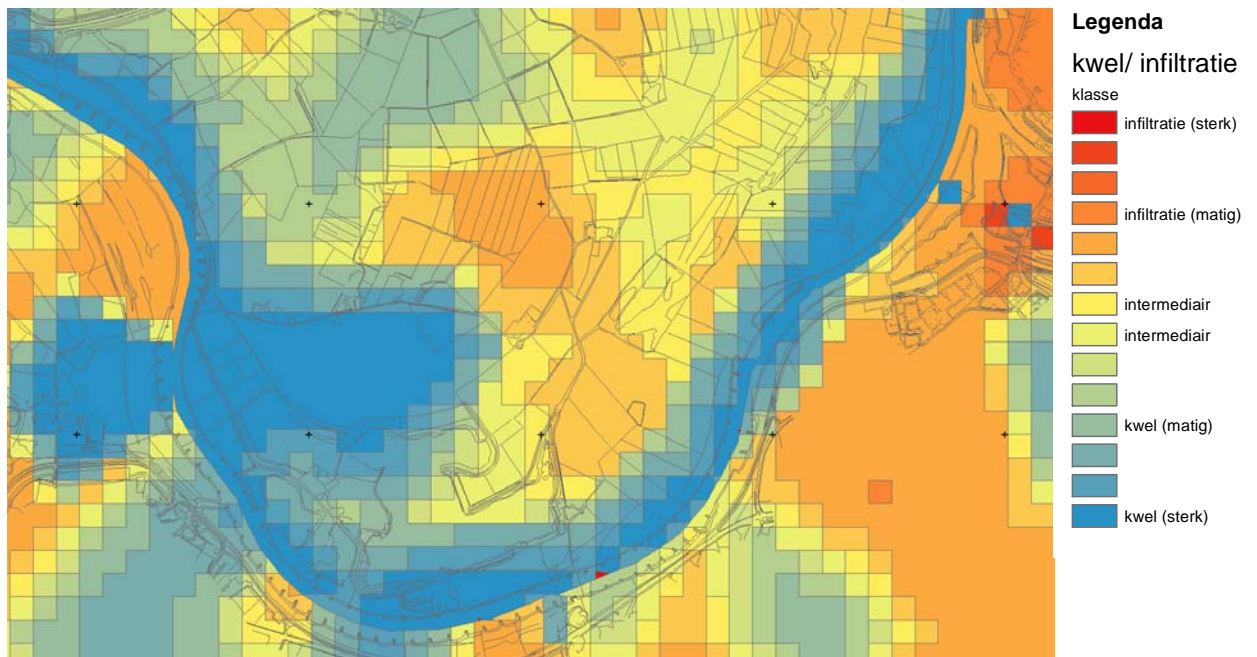 Legenda
kwel/ infiltratie
klasse
infiltratie (sterk)
infiltratie (matig)
intermediair
intermediair
kwel (matig)
kwel (sterk)